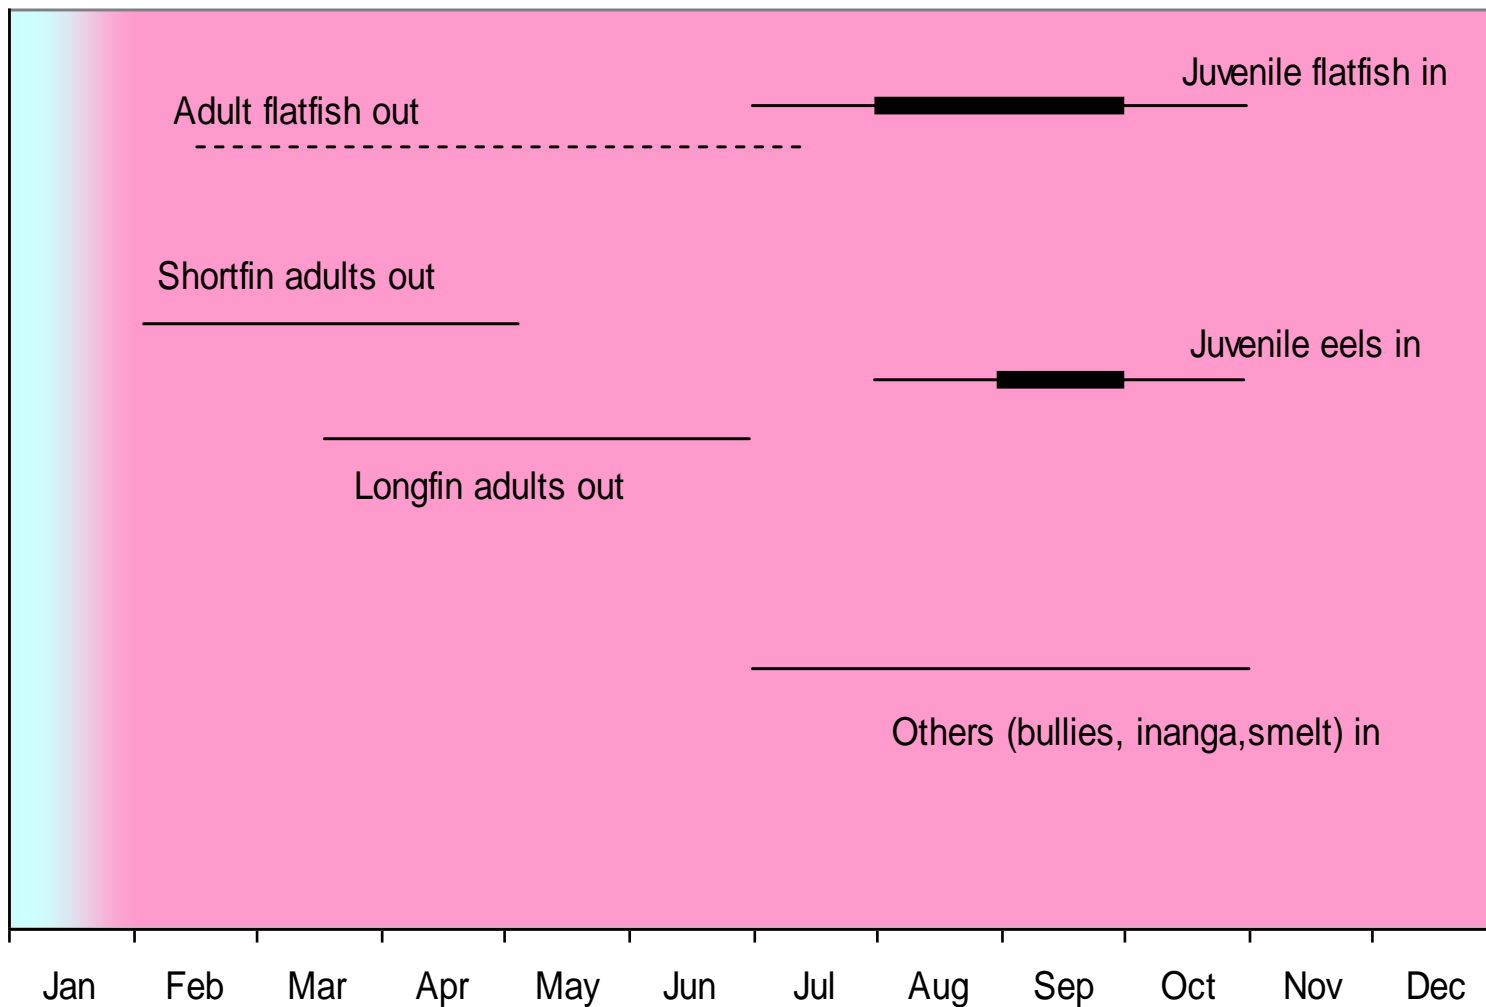 Juvenile flatfish in
Adult flatfish out
Shortfin adults out
Juvenile eels in
Longfin adults out
Others (bullies, inanga,smelt) in
Jan Feb Mar Apr May Jun Jul Aug Sep Oct Nov Dec